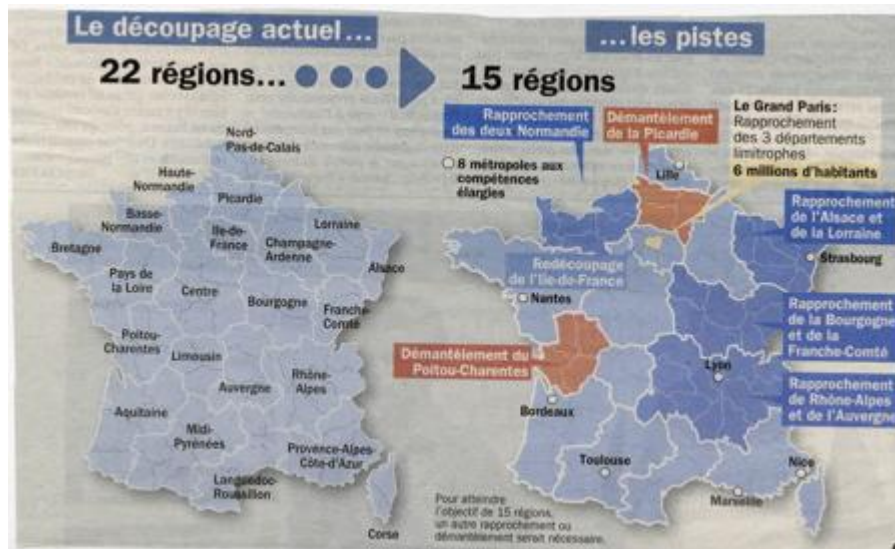 Le découpage actuel...
22 régions...
...les pistes
15 régions
Nord-
Pas-de-Calais
Haute-
Normandie
Picardie
Basse-
Normandie
Ile-de-
France
Lorraine
Champagne-
Ardenne
Bretagne
Alsace
Pays de
la Loire
Centre
Bourgogne
Franche-
Comté
Poitou-
Charentes
Limousin
Auvergne
Rhône-
Alpes
Aquitaine
Midi-
Pyrénées
Provence-Alpes-
Côte-d'Azur
Languedoc-
Roussillon
Corse
Rapprochement
des deux Normandie
Démantèlement
de la Picardie
Le Grand Paris:
Rapprochement
des 3 départements
limitrophes
6 millions d'habitants
8 métropoles aux
compétences
élargies
Lille
Rapprochement
de l'Alsace et
de la Lorraine
Strasbourg
Redécoupage
de l'Ile-de-France
Nantes
Rapprochement
de la Bourgogne
et de la
Franche-Comté
Démantèlement du
Poitou-Charentes
Lyon
Rapprochement
de Rhône-Alpes
et de l'Auvergne
Bordeaux
Toulouse
Nice
Marseille
Pour atteindre
l'objectif de 15 régions,
un autre rapprochement ou
démantèlement serait nécessaire.